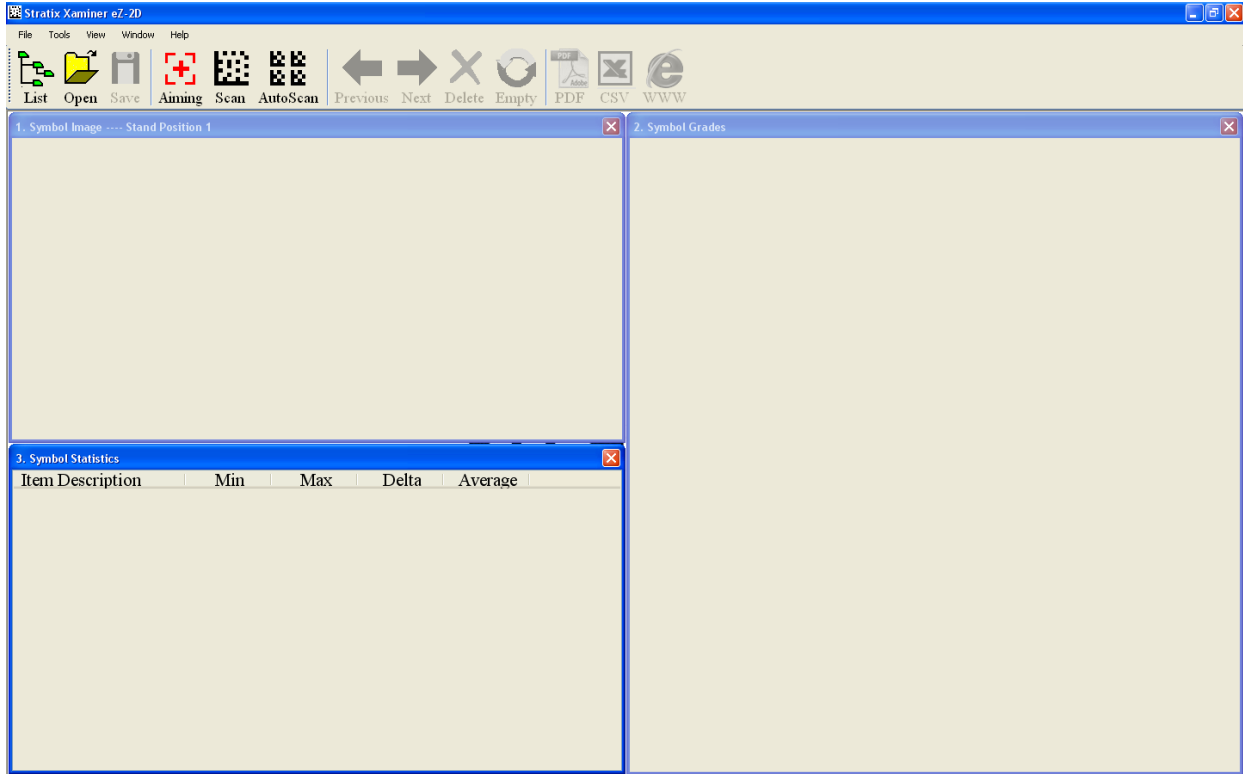 Stratix Xaminer eZ-2D
File Tools View Window Help
List Open Save Aiming Scan AutoScan Previous Next Delete Empty PDF CSV WWW
PDF
Adobe
1. Symbol Image ---- Stand Position 1
2. Symbol Grades
3. Symbol Statistics
Item Description Min Max Delta Average